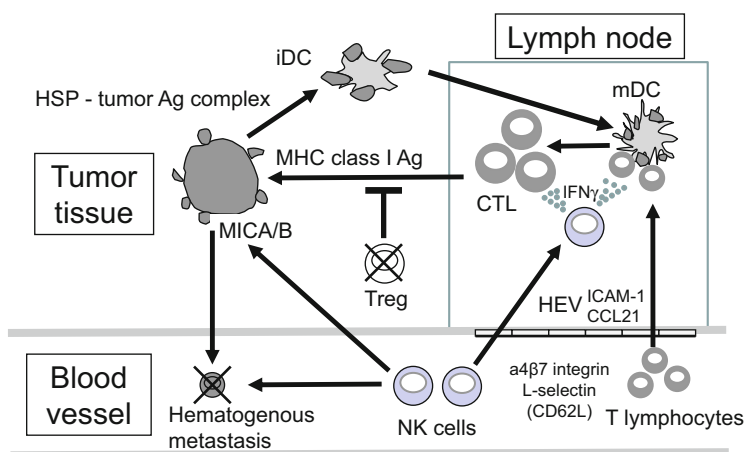 Lymph node
iDC
mDC
HSP - tumor Ag complex
MHC class I Ag
Tumor
tissue
CTL
IFNγ
MICA/B
Treg
HEV
ICAM-1
CCL21
Blood
vessel
Hematogenous
metastasis
NK cells
a4β7 integrin
L-selectin
(CD62L)
T lymphocytes